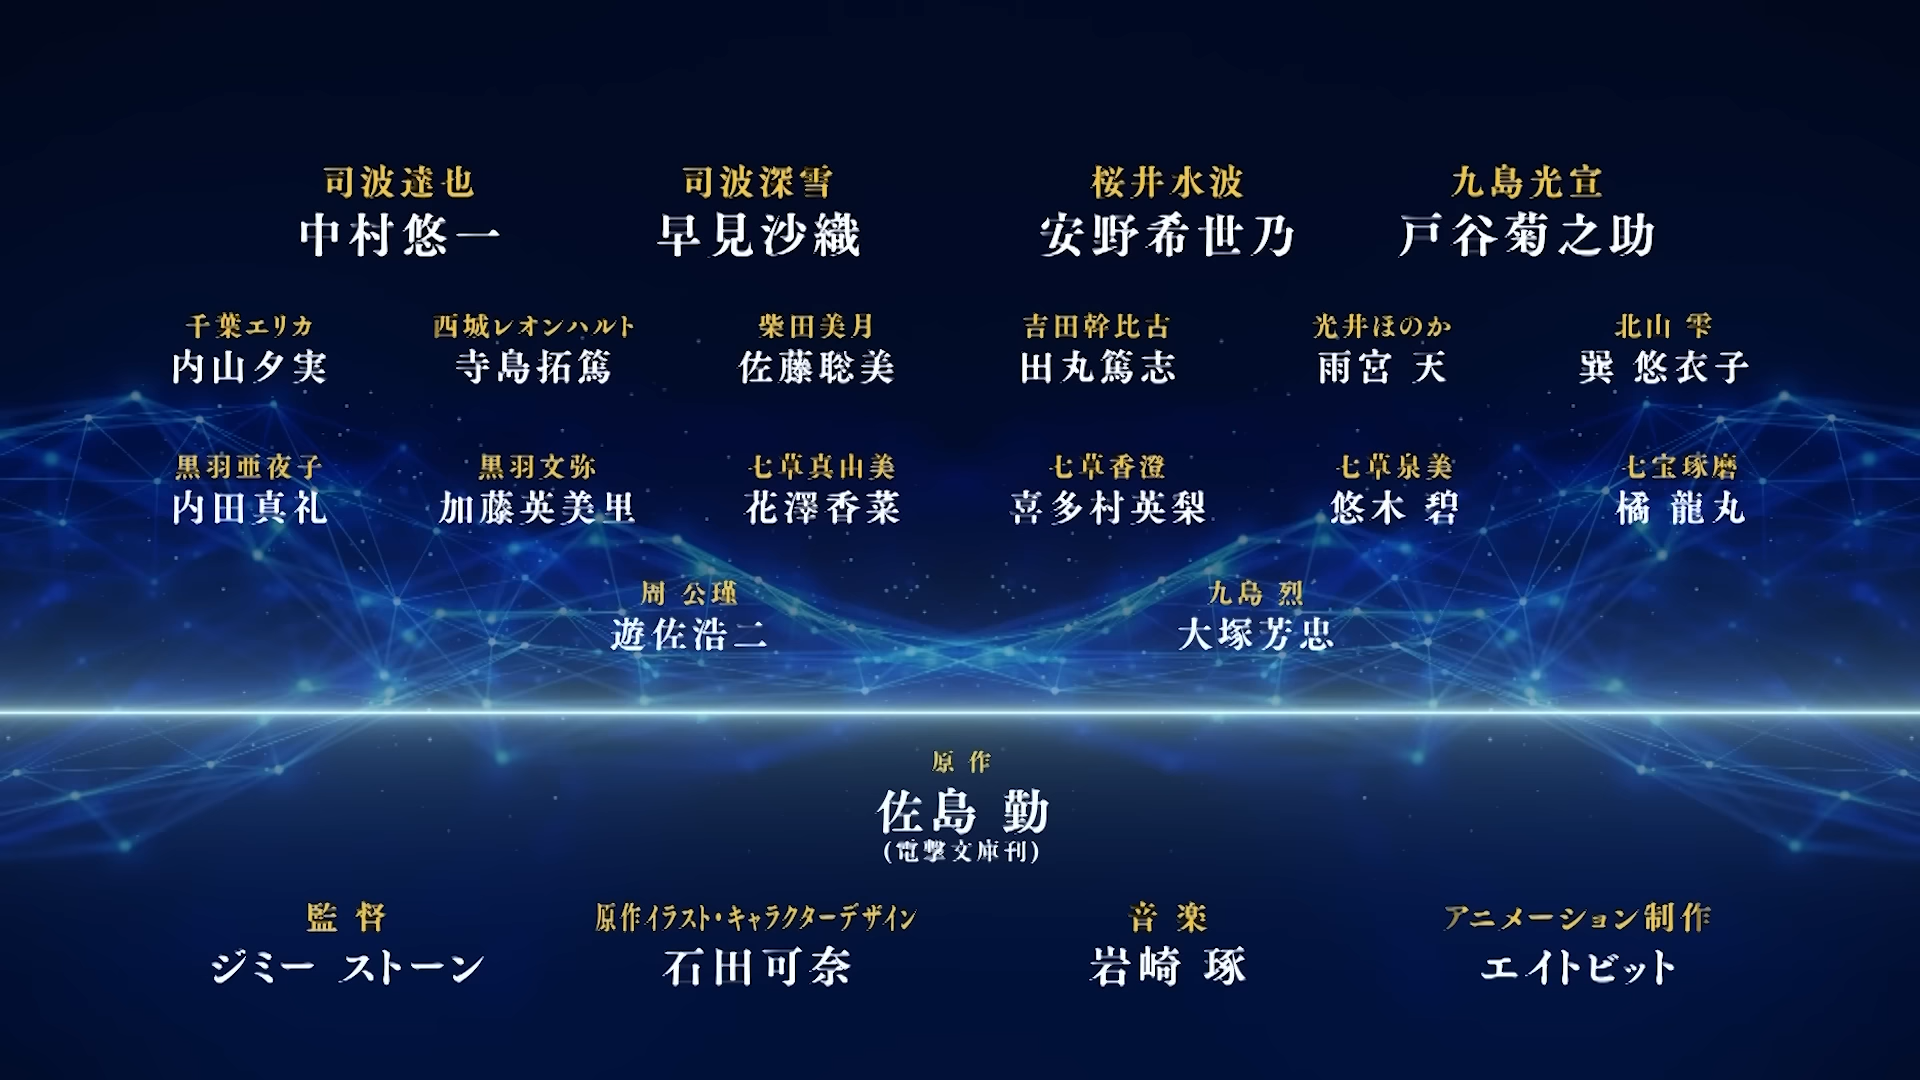 司波達也 司波深雪 桜井水波 九島光宣
中村悠一 早見沙織 安野希世乃 戸谷菊之助
千葉エリカ 西城レオンハルト 柴田美月 吉田幹比古 光井ほのか 北山 雫
内山夕実 寺島拓篤 佐藤聡美 田丸篤志 雨宮 天 巽 悠衣子
黒羽亜夜子 黒羽文弥 七草真由美 七草香澄 七草泉美 七宝琢磨
内田真礼 加藤英美里 花澤香菜 喜多村英梨 悠木 碧 橘 龍丸
周 公瑾 九島 烈
遊佐浩二 大塚芳忠
原 作
佐島 勤
(電撃文庫刊)
監 督 原作イラスト・キャラクターデザイン 音 楽 アニメーション制作
ジミー ストーン 石田可奈 岩崎 琢 エイトビット